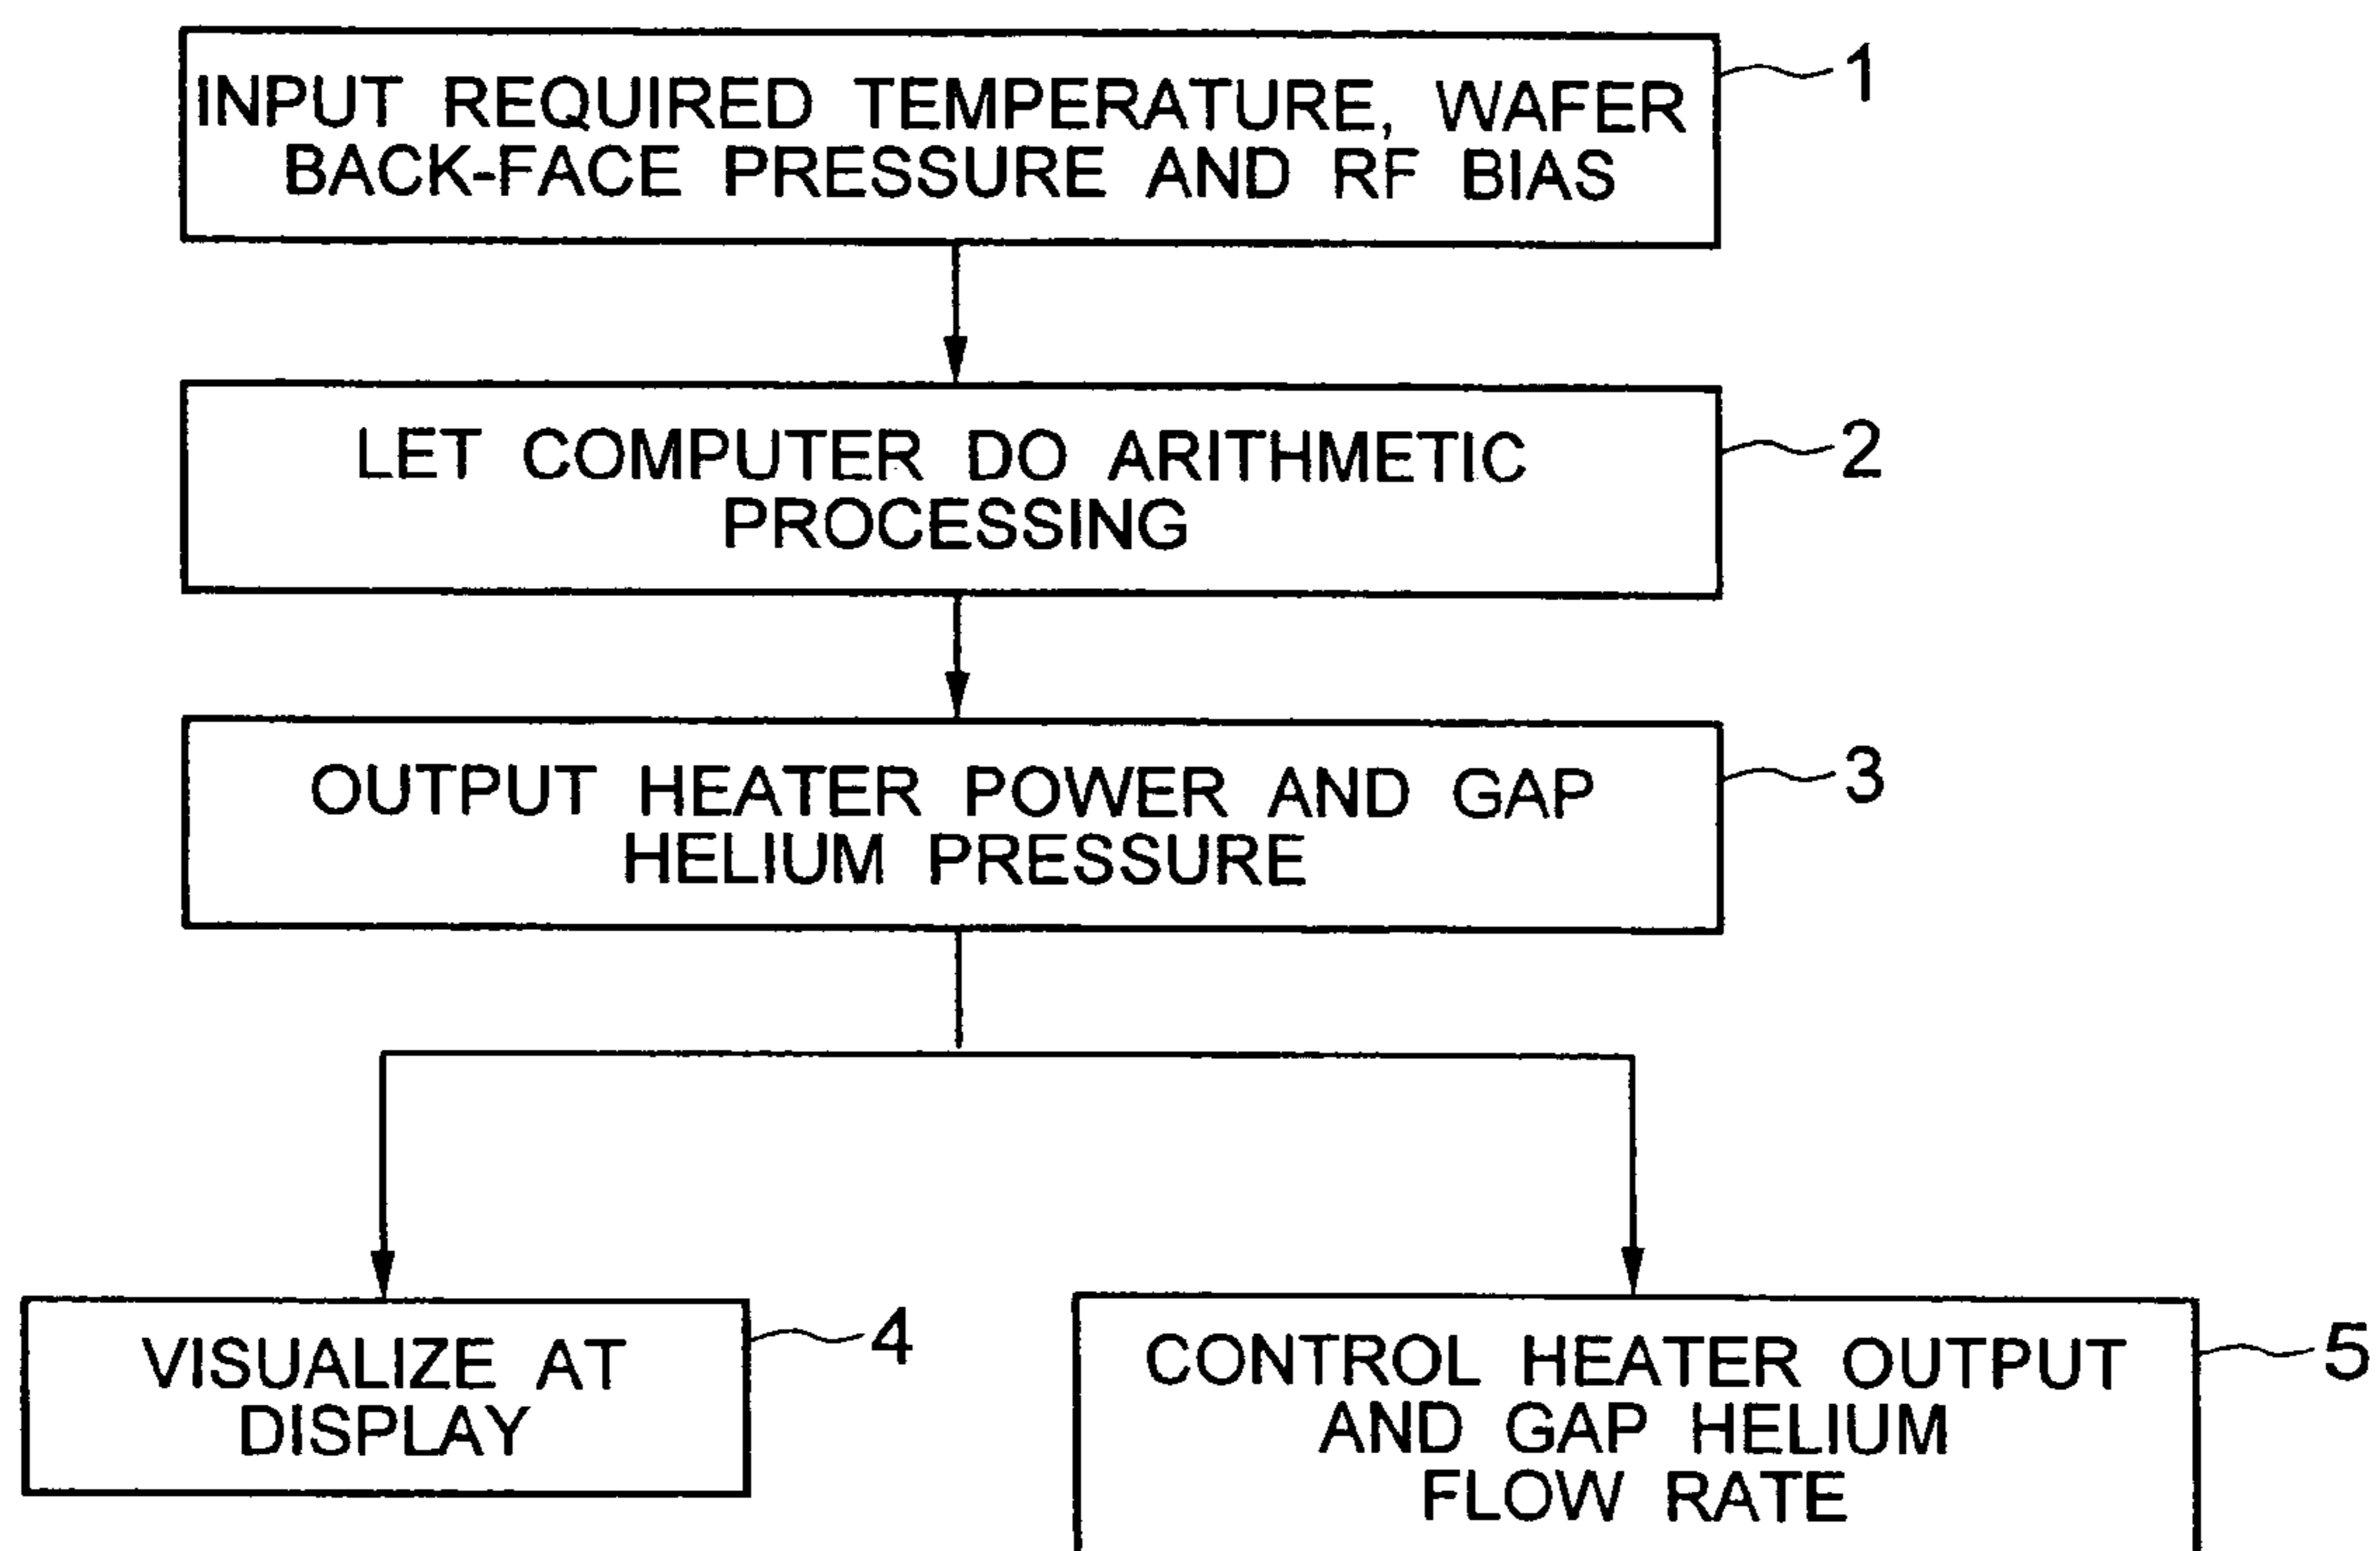 INPUT REQUIRED TEMPERATURE, WAFER
BACK-FACE PRESSURE AND RF BIAS
1
LET COMPUTER DO ARITHMETIC
PROCESSING
2
OUTPUT HEATER POWER AND GAP
HELIUM PRESSURE
3
VISUALIZE AT
DISPLAY
4
CONTROL HEATER OUTPUT
AND GAP HELIUM
FLOW RATE
5